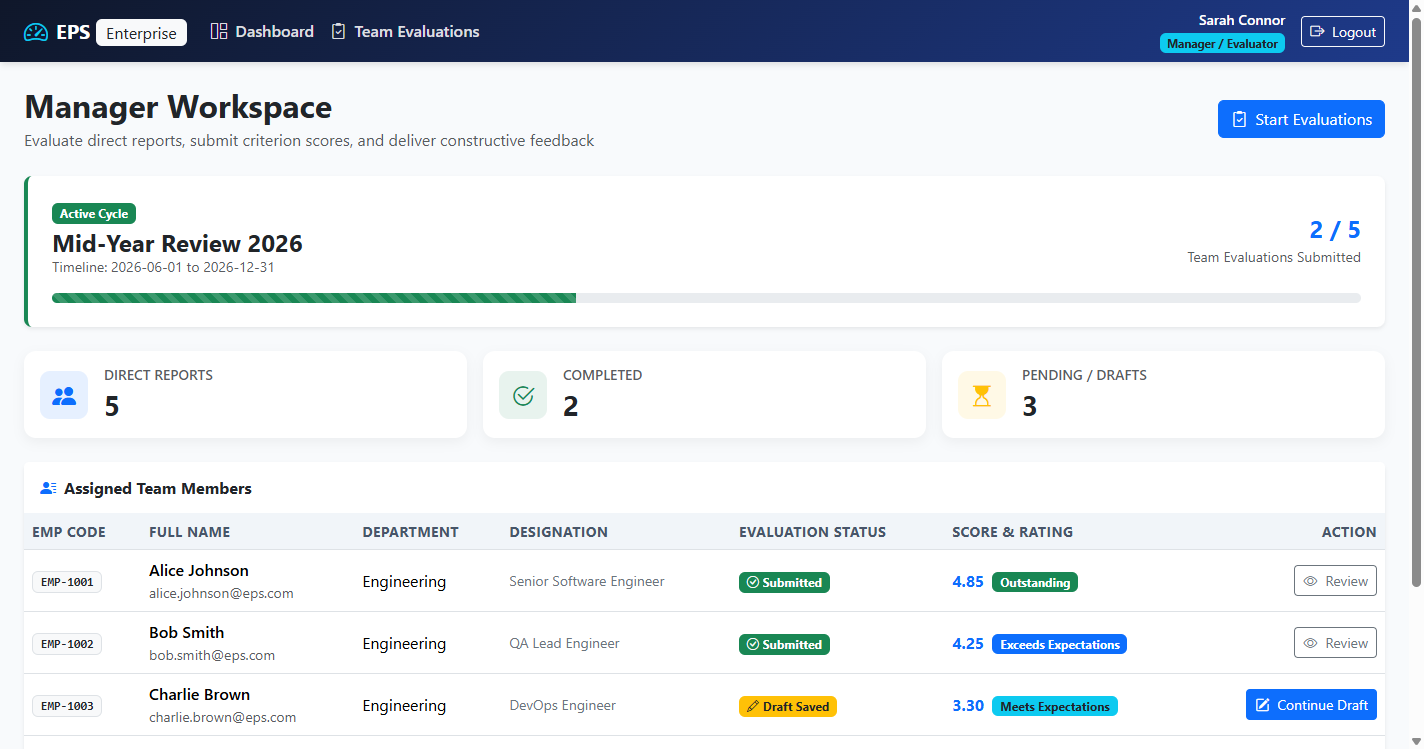 EPS Enterprise Dashboard Team Evaluations Sarah Connor Manager / Evaluator Logout
Manager Workspace
Evaluate direct reports, submit criterion scores, and deliver constructive feedback
Start Evaluations
Active Cycle
Mid-Year Review 2026
Timeline: 2026-06-01 to 2026-12-31
2 / 5
Team Evaluations Submitted
DIRECT REPORTS
5
COMPLETED
2
PENDING / DRAFTS
3
Assigned Team Members
EMP CODE FULL NAME DEPARTMENT DESIGNATION EVALUATION STATUS SCORE & RATING ACTION
EMP-1001 Alice Johnson Engineering Senior Software Engineer Submitted 4.85 Outstanding Review
alice.johnson@eps.com
EMP-1002 Bob Smith Engineering QA Lead Engineer Submitted 4.25 Exceeds Expectations Review
bob.smith@eps.com
EMP-1003 Charlie Brown Engineering DevOps Engineer Draft Saved 3.30 Meets Expectations Continue Draft
charlie.brown@eps.com